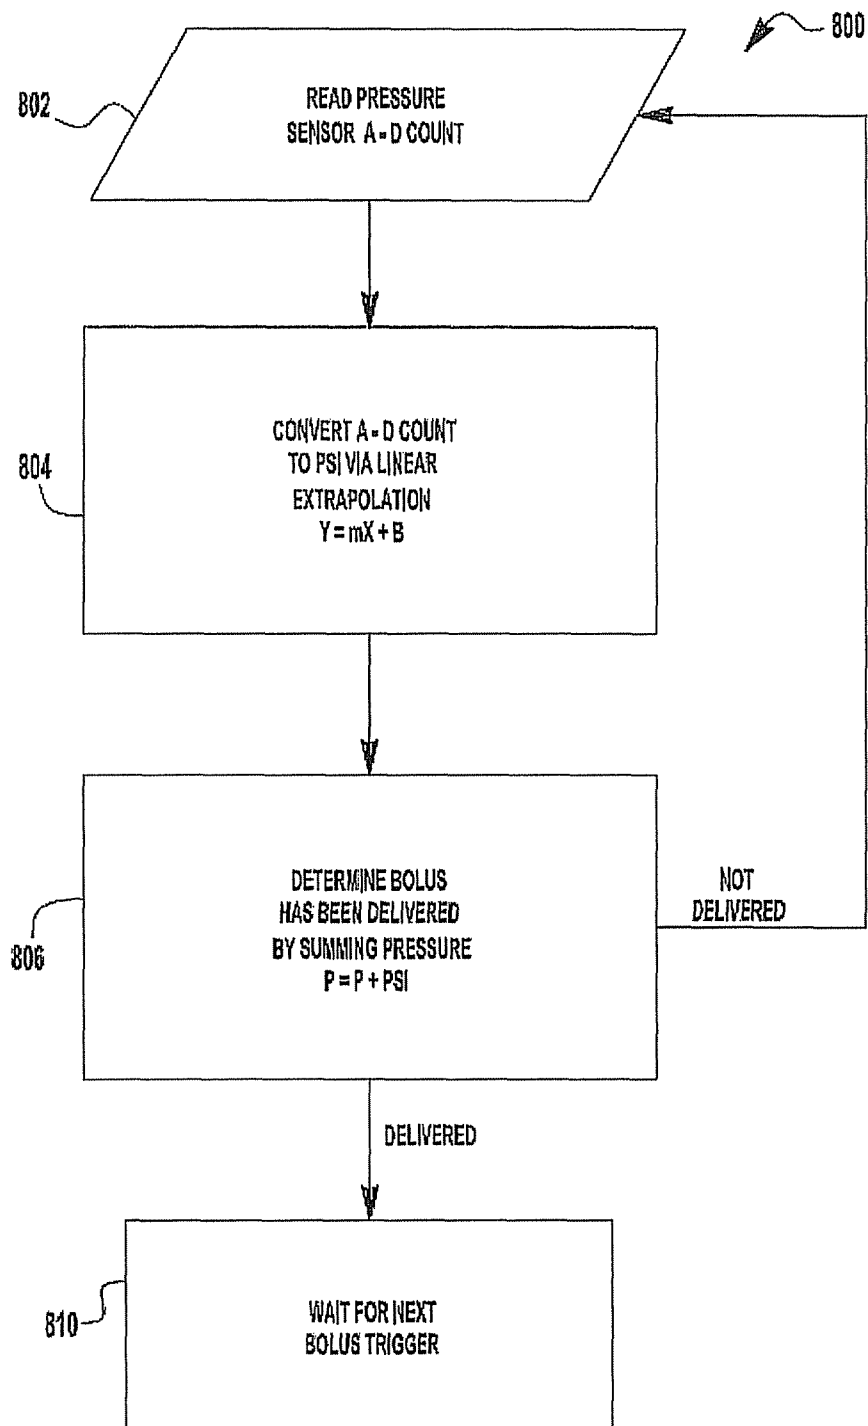 800
802
READ PRESSURE
SENSOR A-D COUNT
804
CONVERT A-D COUNT
TO PSI VIA LINEAR
EXTRAPOLATION
Y = mX + B
806
DETERMINE BOLUS
HAS BEEN DELIVERED
BY SUMMING PRESSURE
P = P + PSI
NOT
DELIVERED
DELIVERED
810
WAIT FOR NEXT
BOLUS TRIGGER